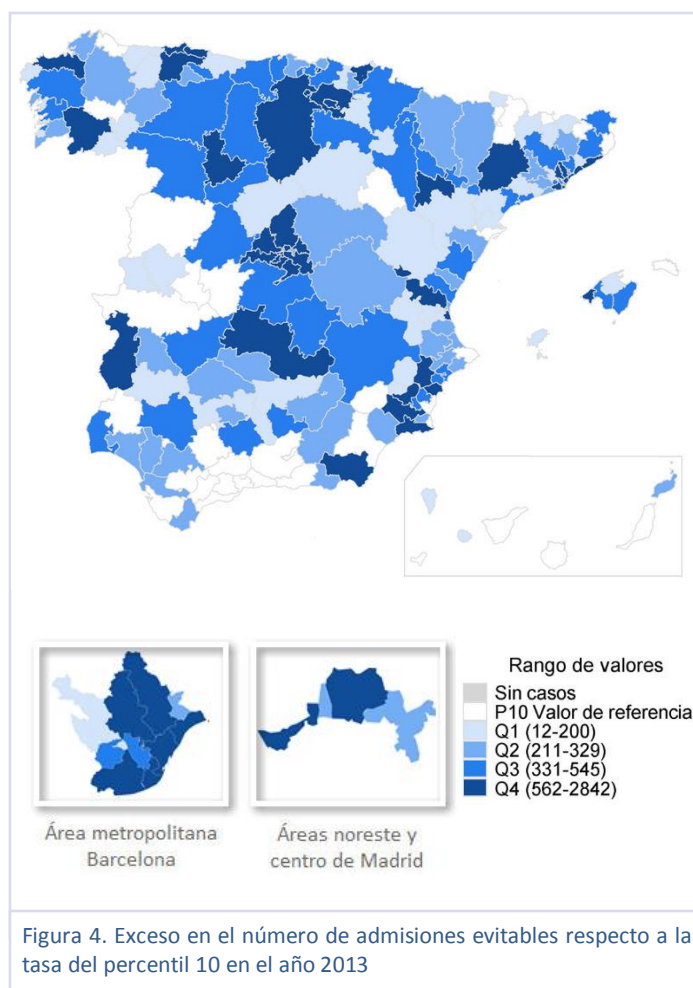 Rango de valores
Sin casos
P10 Valor de referencia
Q1 (12-200)
Q2 (211-329)
Q3 (331-545)
Q4 (562-2842)
Área metropolitana
Barcelona
Áreas noreste y
centro de Madrid
Figura 4. Exceso en el número de admisiones evitables respecto a la
tasa del percentil 10 en el año 2013